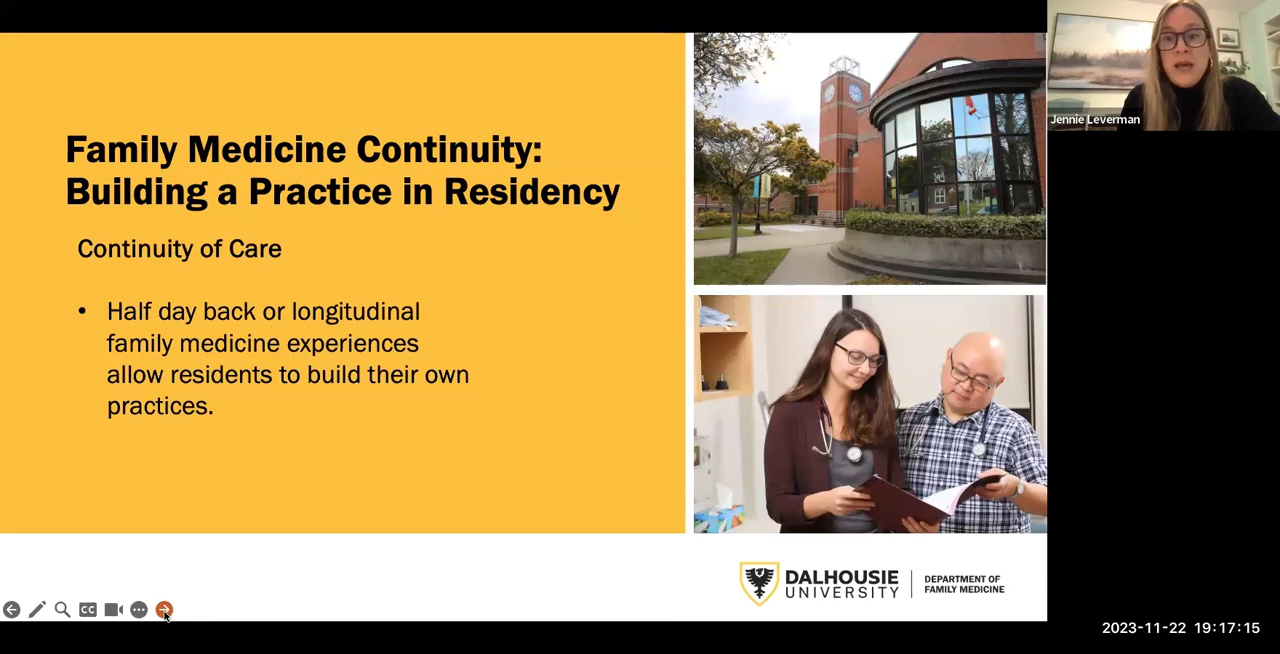 Family Medicine Continuity:
Building a Practice in Residency
Continuity of Care
• Half day back or longitudinal
family medicine experiences
allow residents to build their own
practices.
Jennie Leverman
DALHOUSIE
UNIVERSITY
DEPARTMENT OF
FAMILY MEDICINE
CC
2023-11-22 19:17:15